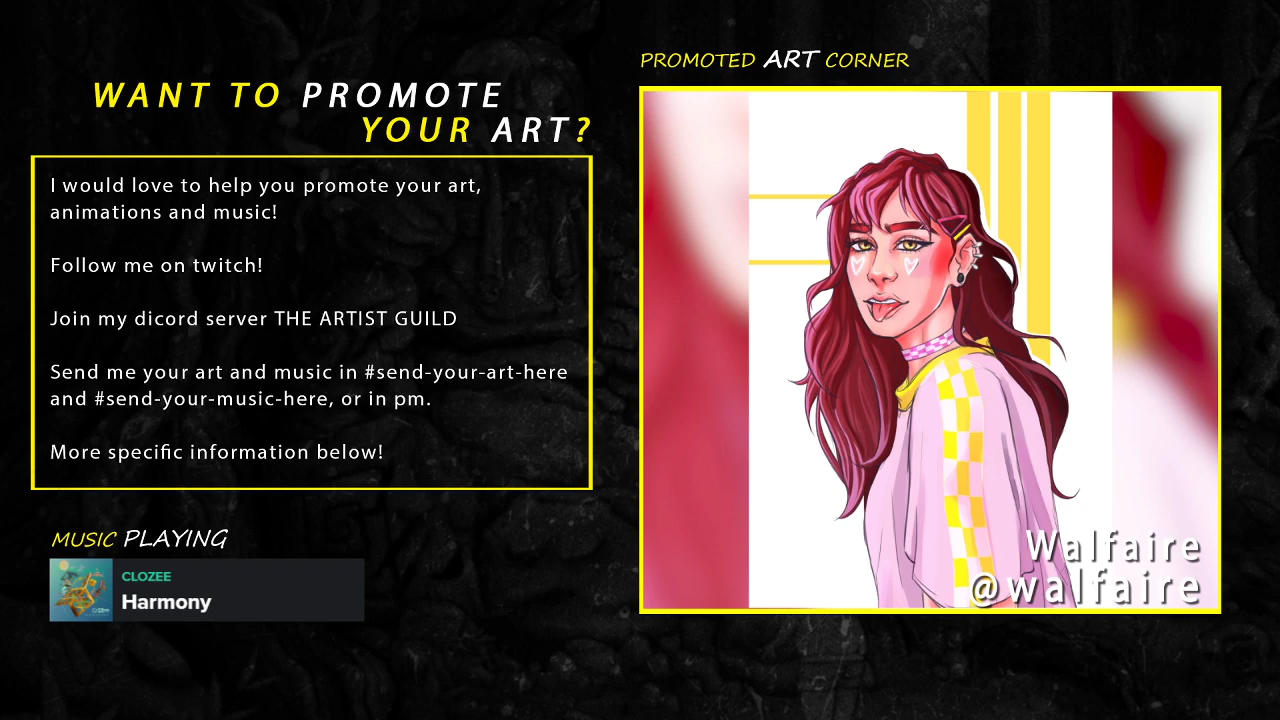 WANT TO PROMOTE
YOUR ART?
I would love to help you promote your art,
animations and music!
Follow me on twitch!
Join my dicord server THE ARTIST GUILD
Send me your art and music in #send-your-art-here
and #send-your-music-here, or in pm.
More specific information below!
MUSIC PLAYING
CLOZEE
Harmony
PROMOTED ART CORNER
Walfaire
@walfaire